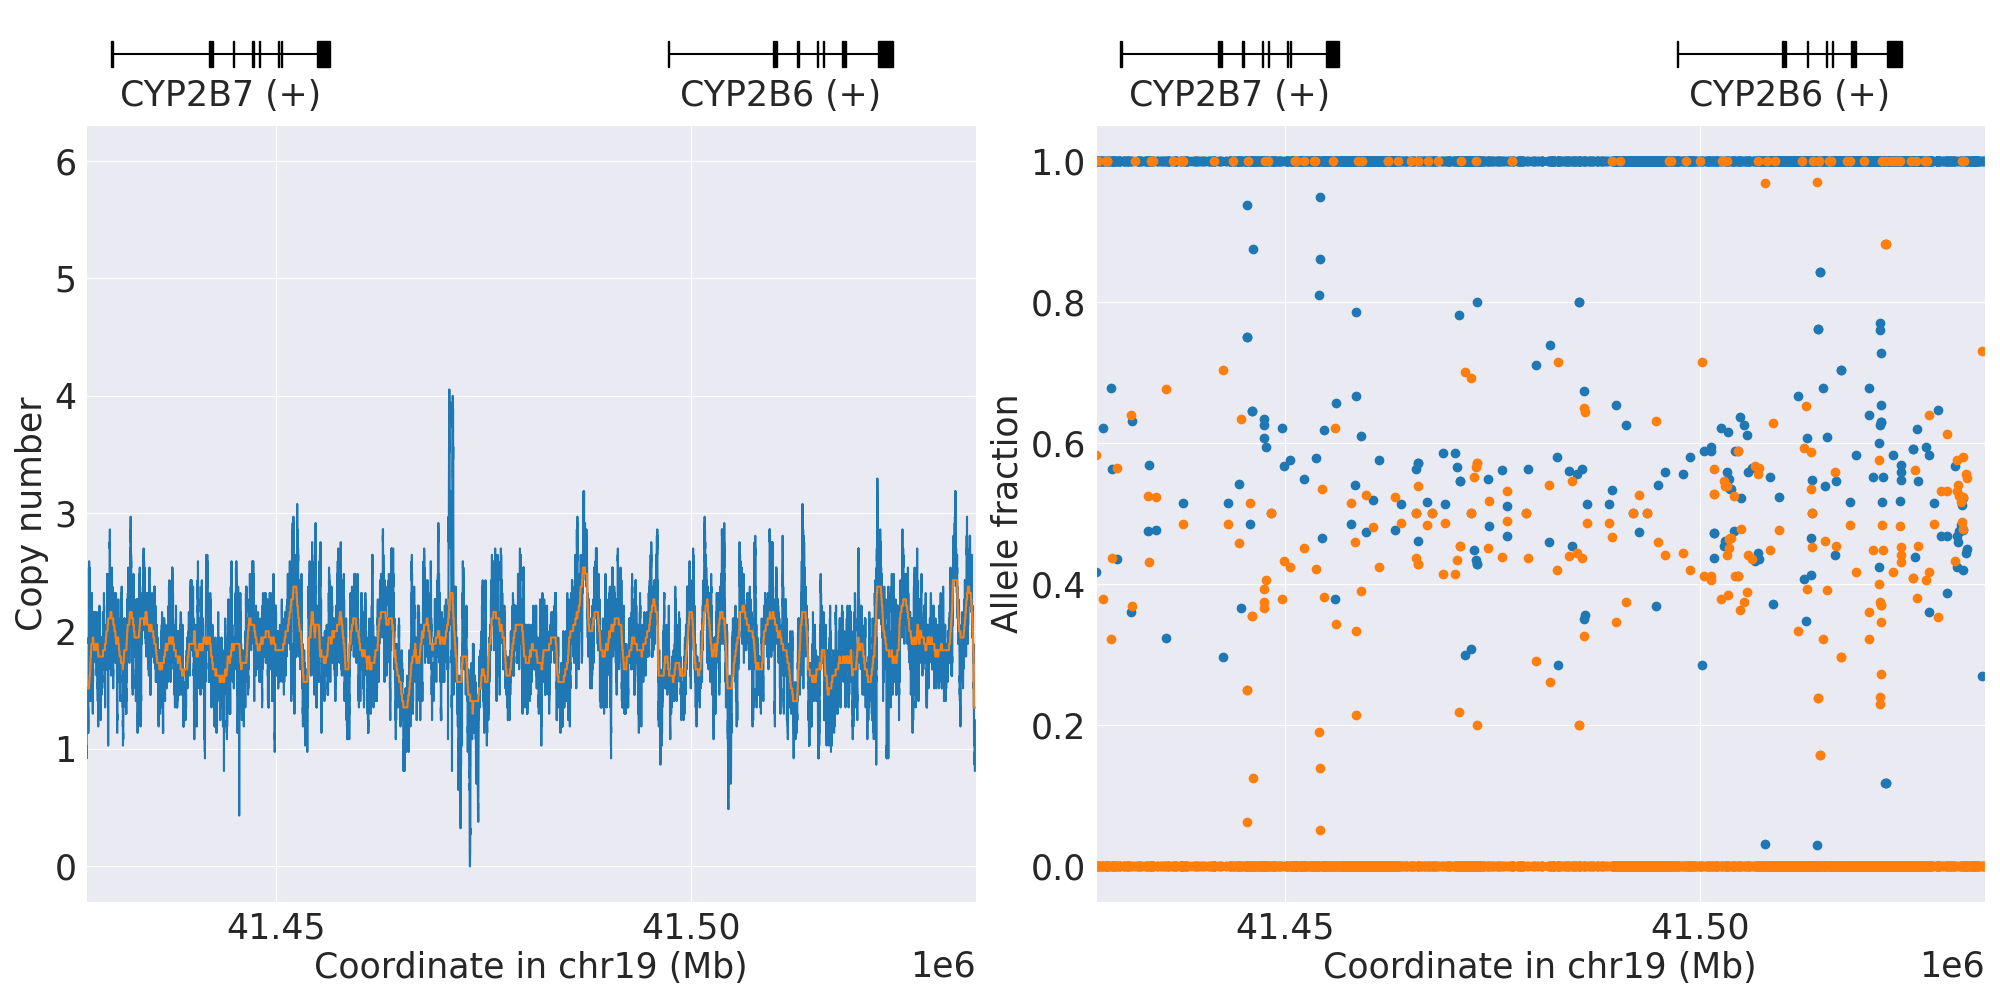 CYP2B7 (+)
CYP2B6 (+)
6
5
4
3
2
1
0
Copy number
41.45
41.50
Coordinate in chr19 (Mb)
1e6
CYP2B7 (+)
CYP2B6 (+)
1.0
0.8
0.6
0.4
0.2
0.0
Allele fraction
41.45
41.50
Coordinate in chr19 (Mb)
1e6